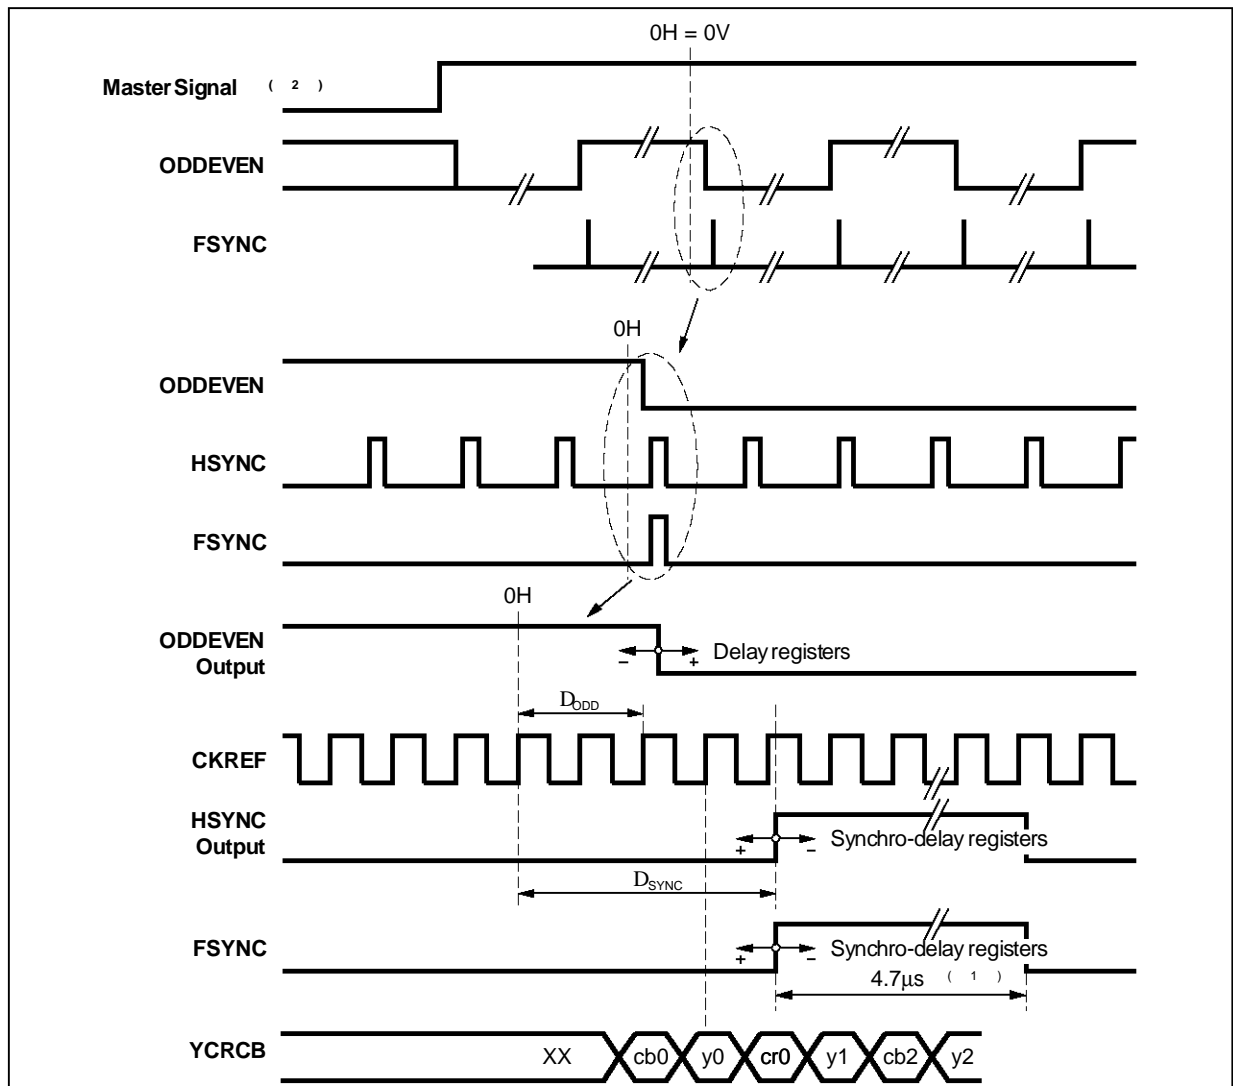 0H = 0V
Master Signal ( 2 )
ODDEVEN
FSYNC
0H
ODDEVEN
HSYNC
FSYNC
0H
ODDEVEN
Output
- + Delay registers
DODD
CKREF
HSYNC
Output
+ - Synchro-delay registers
DSYNC
FSYNC
+ - Synchro-delay registers
4.7µs ( 1 )
YCRCB
XX cb0 y0 cr0 y1 cb2 y2